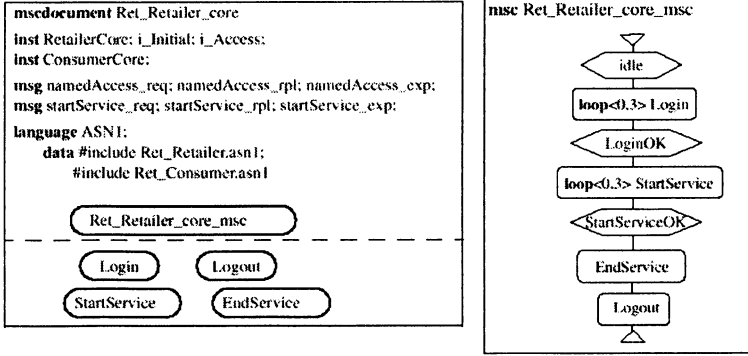 mscdocument Ret_Retailer_core
inst RetailerCore: i_Initial; i_Access;
inst ConsumerCore;
msg namedAccess_req; namedAccess_rpl; namedAccess_exp;
msg startService_req; startService_rpl; startService_exp;
language ASN1;
data #include Ret_Retailer.asn1;
#include Ret_Consumer.asn1
Ret_Retailer_core_msc
Login Logout
StartService EndService
msc Ret_Retailer_core_msc
idle
loop<0.3> Login
LoginOK
loop<0.3> StartService
StartServiceOK
EndService
Logout